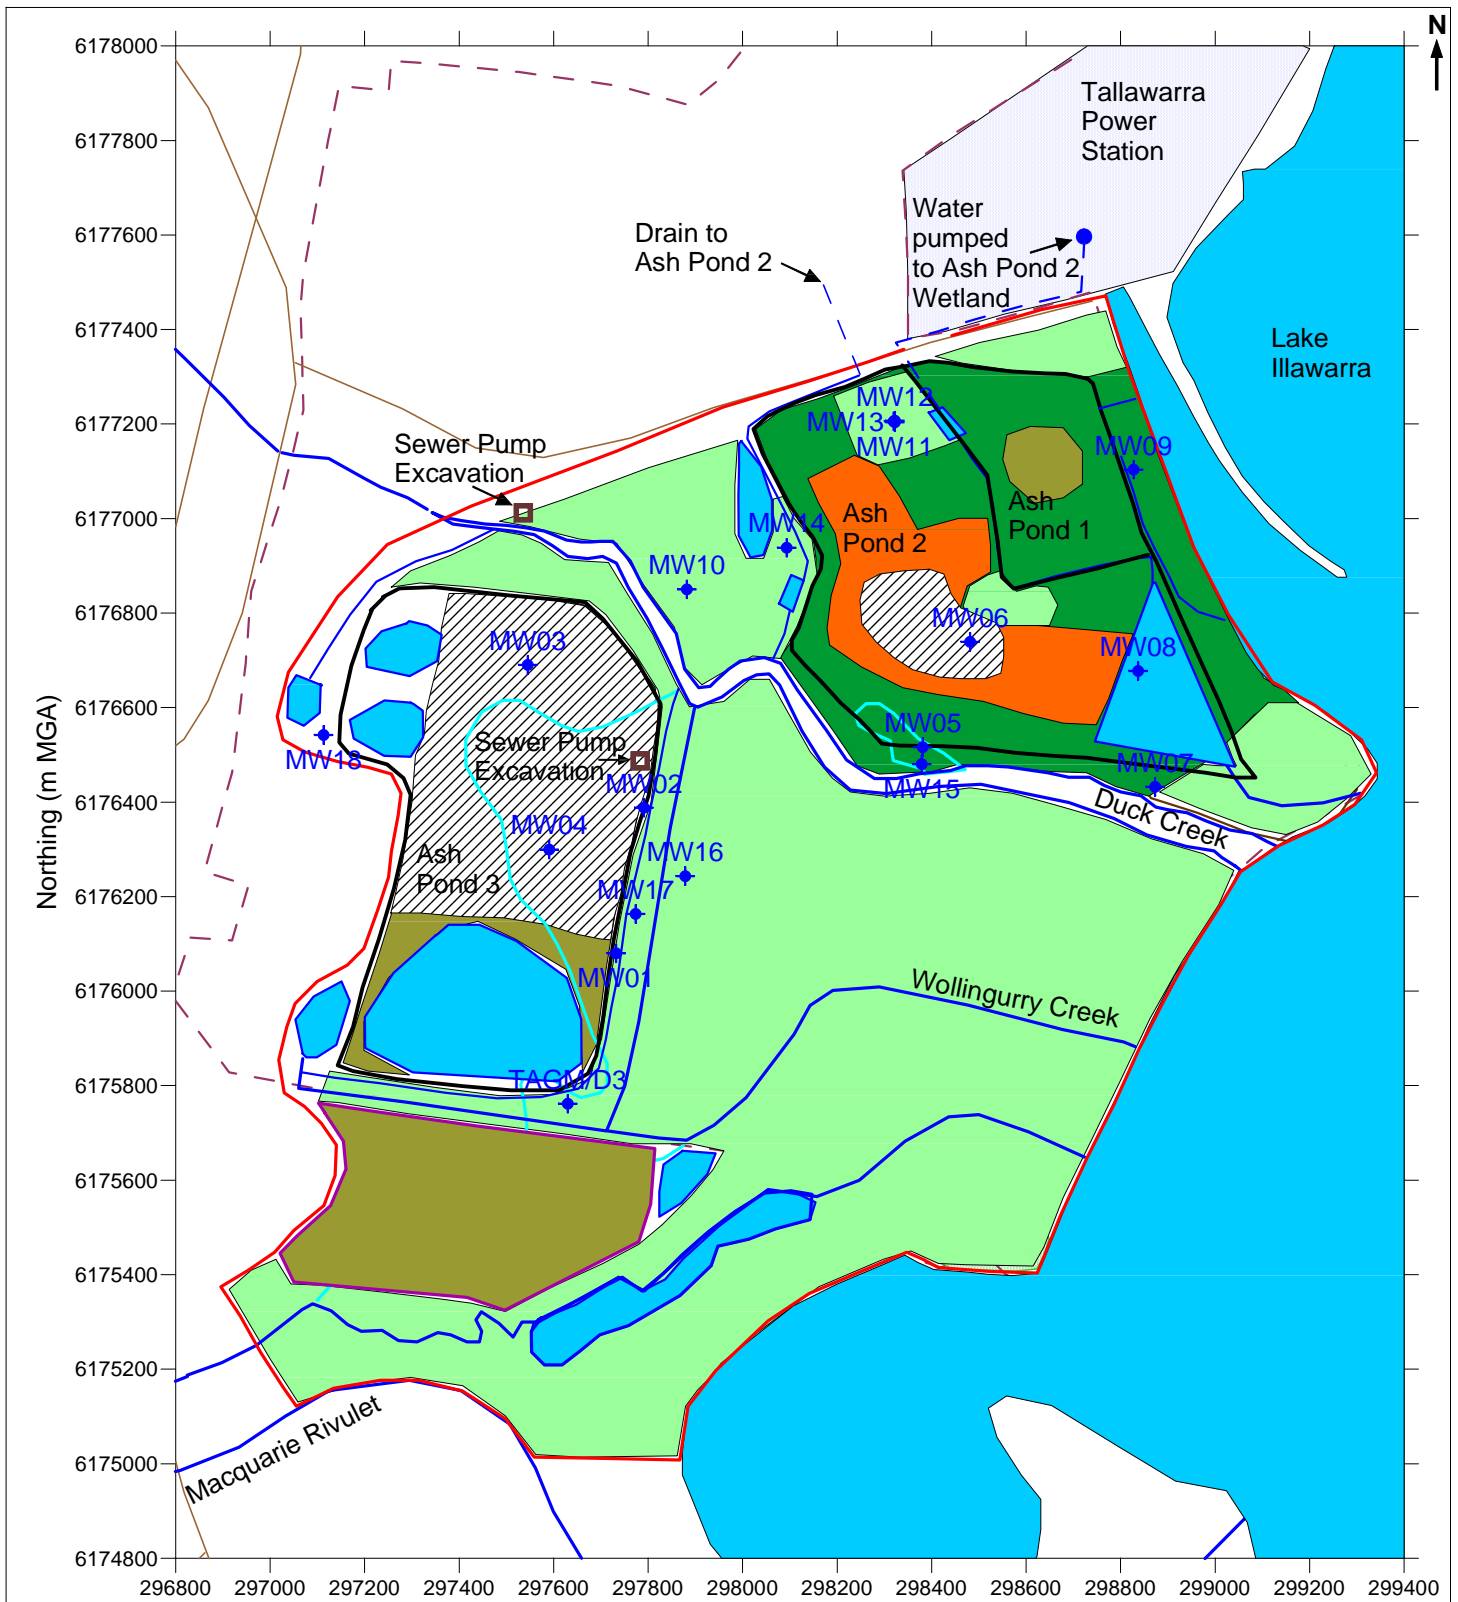 N
6178000
Tallawarra
Power
Station
6177800
Water
pumped
to Ash Pond 2
Wetland
Drain to
Ash Pond 2
6177600
6177400
Lake
Illawarra
MW12
MW13
MW11
6177200
Sewer Pump
Excavation
MW09
6177000
Ash
Pond 2
Ash
Pond 1
MW14
MW10
6176800
MW06
MW03
MW08
6176600
MW18
Sewer Pump
Excavation
MW05
MW07
MW02
MW15
6176400
Duck Creek
MW04
MW16
Ash
Pond 3
Northing (m MGA)
MW17
6176200
MW01
6176000
Wollingurry Creek
TAGM/D3
6175800
6175600
6175400
6175200
Macquarie Rivulet
6175000
6174800
296800 297000 297200 297400 297600 297800 298000 298200 298400 298600 298800 299000 299200 299400